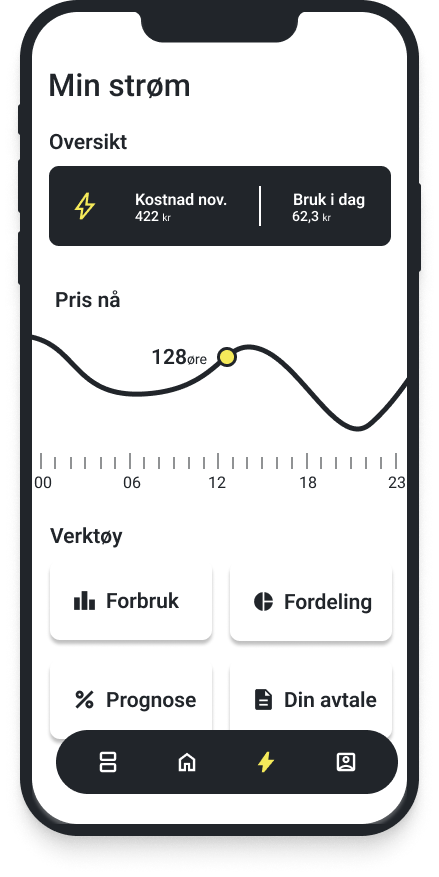 Min strøm
Oversikt
Kostnad nov.
422 kr
Bruk i dag
62,3 kr
Pris nå
128øre
00 06 12 18 23
Verktøy
Forbruk
Fordeling
Prognose
Din avtale